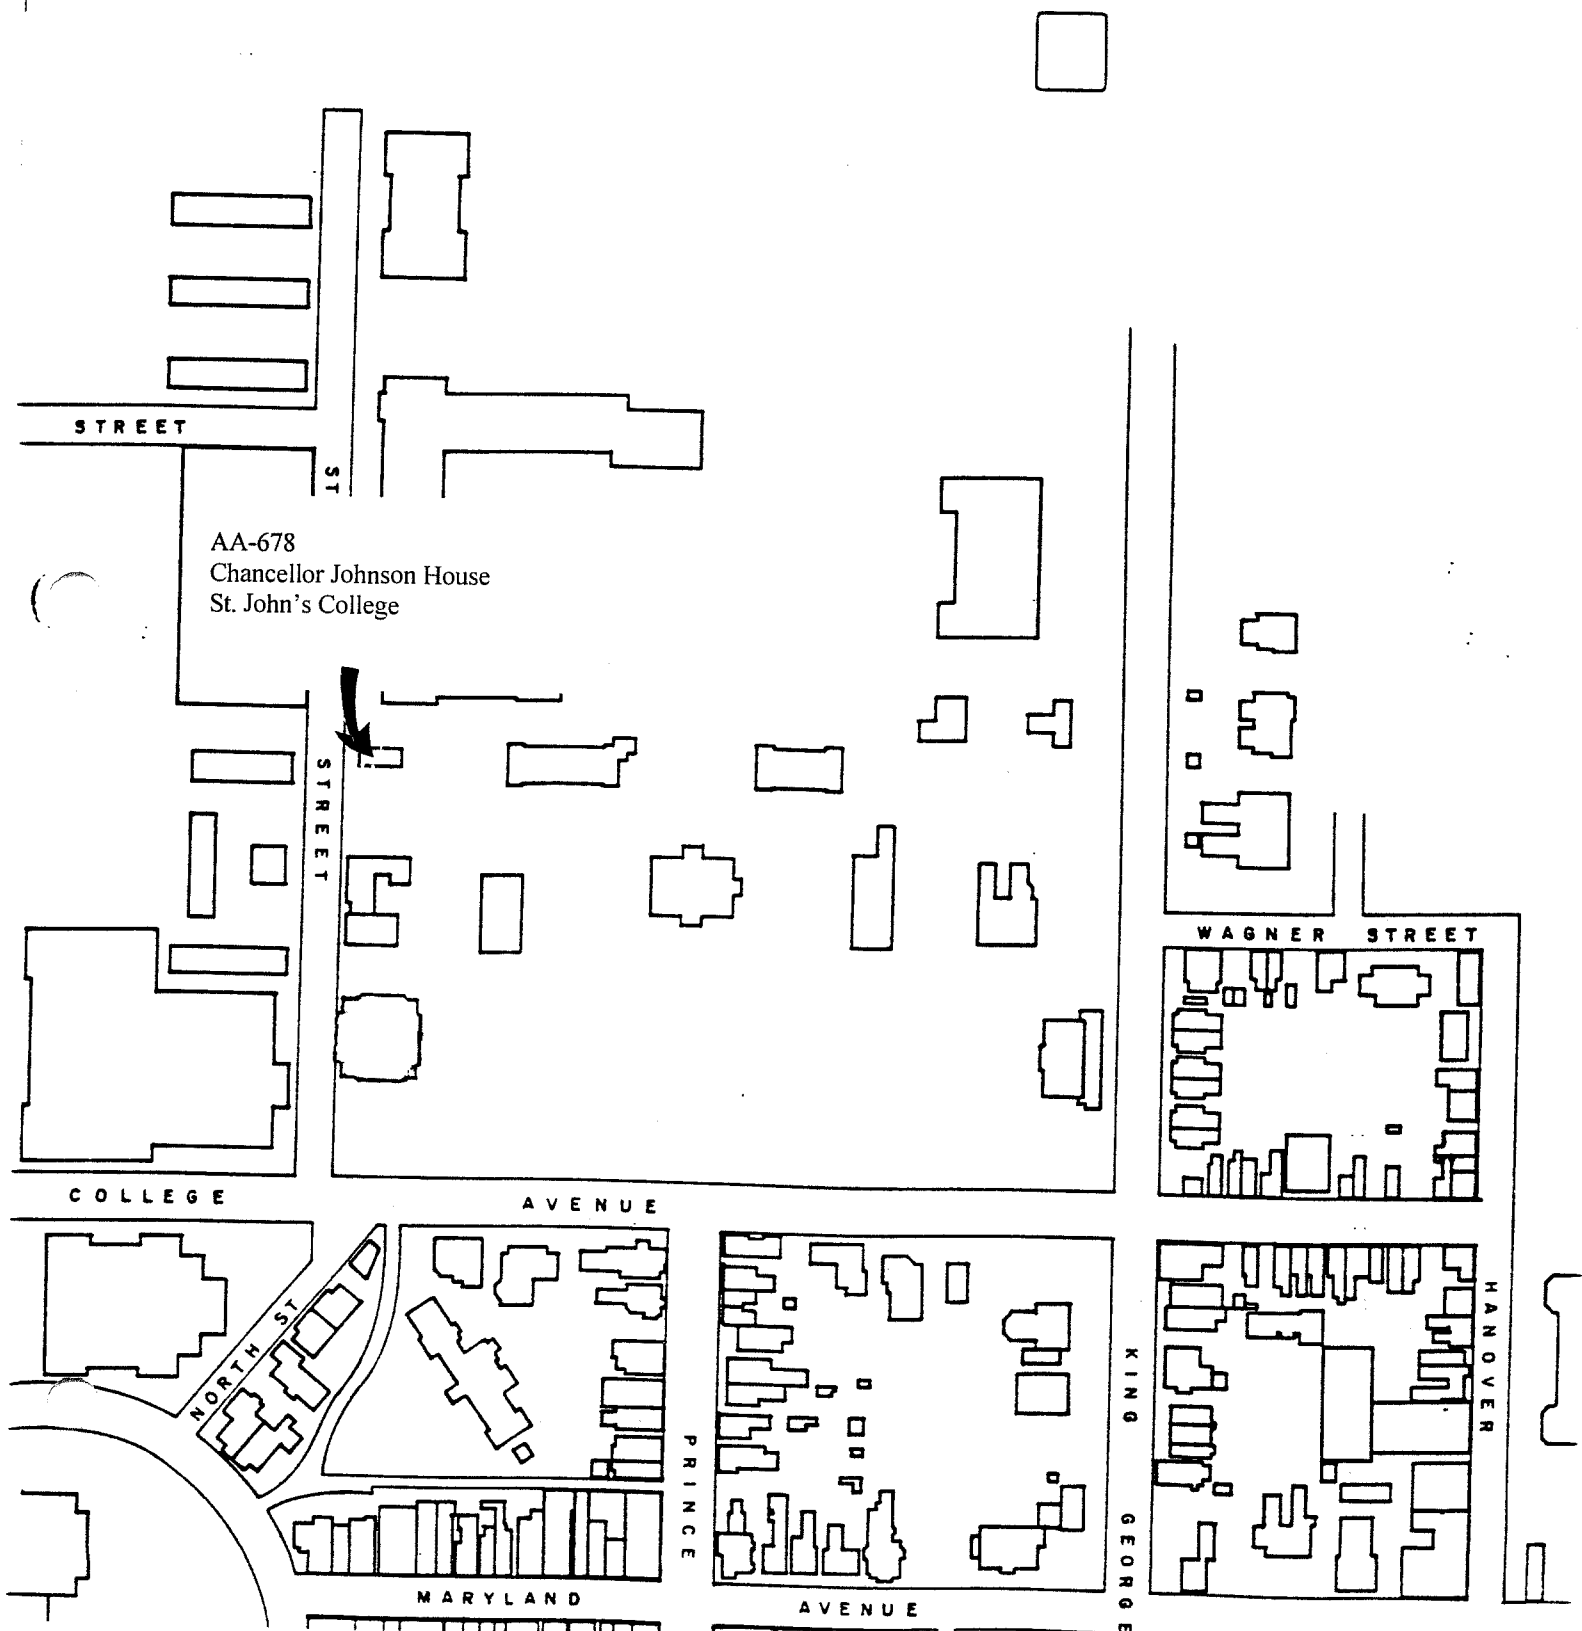 STREET
ST
AA-678
Chancellor Johnson House
St. John's College
STREET
WAGNER STREET
COLLEGE
AVENUE
NORTH ST
HANOVER
KING
PRINCE
GEORGE
MARYLAND
AVENUE